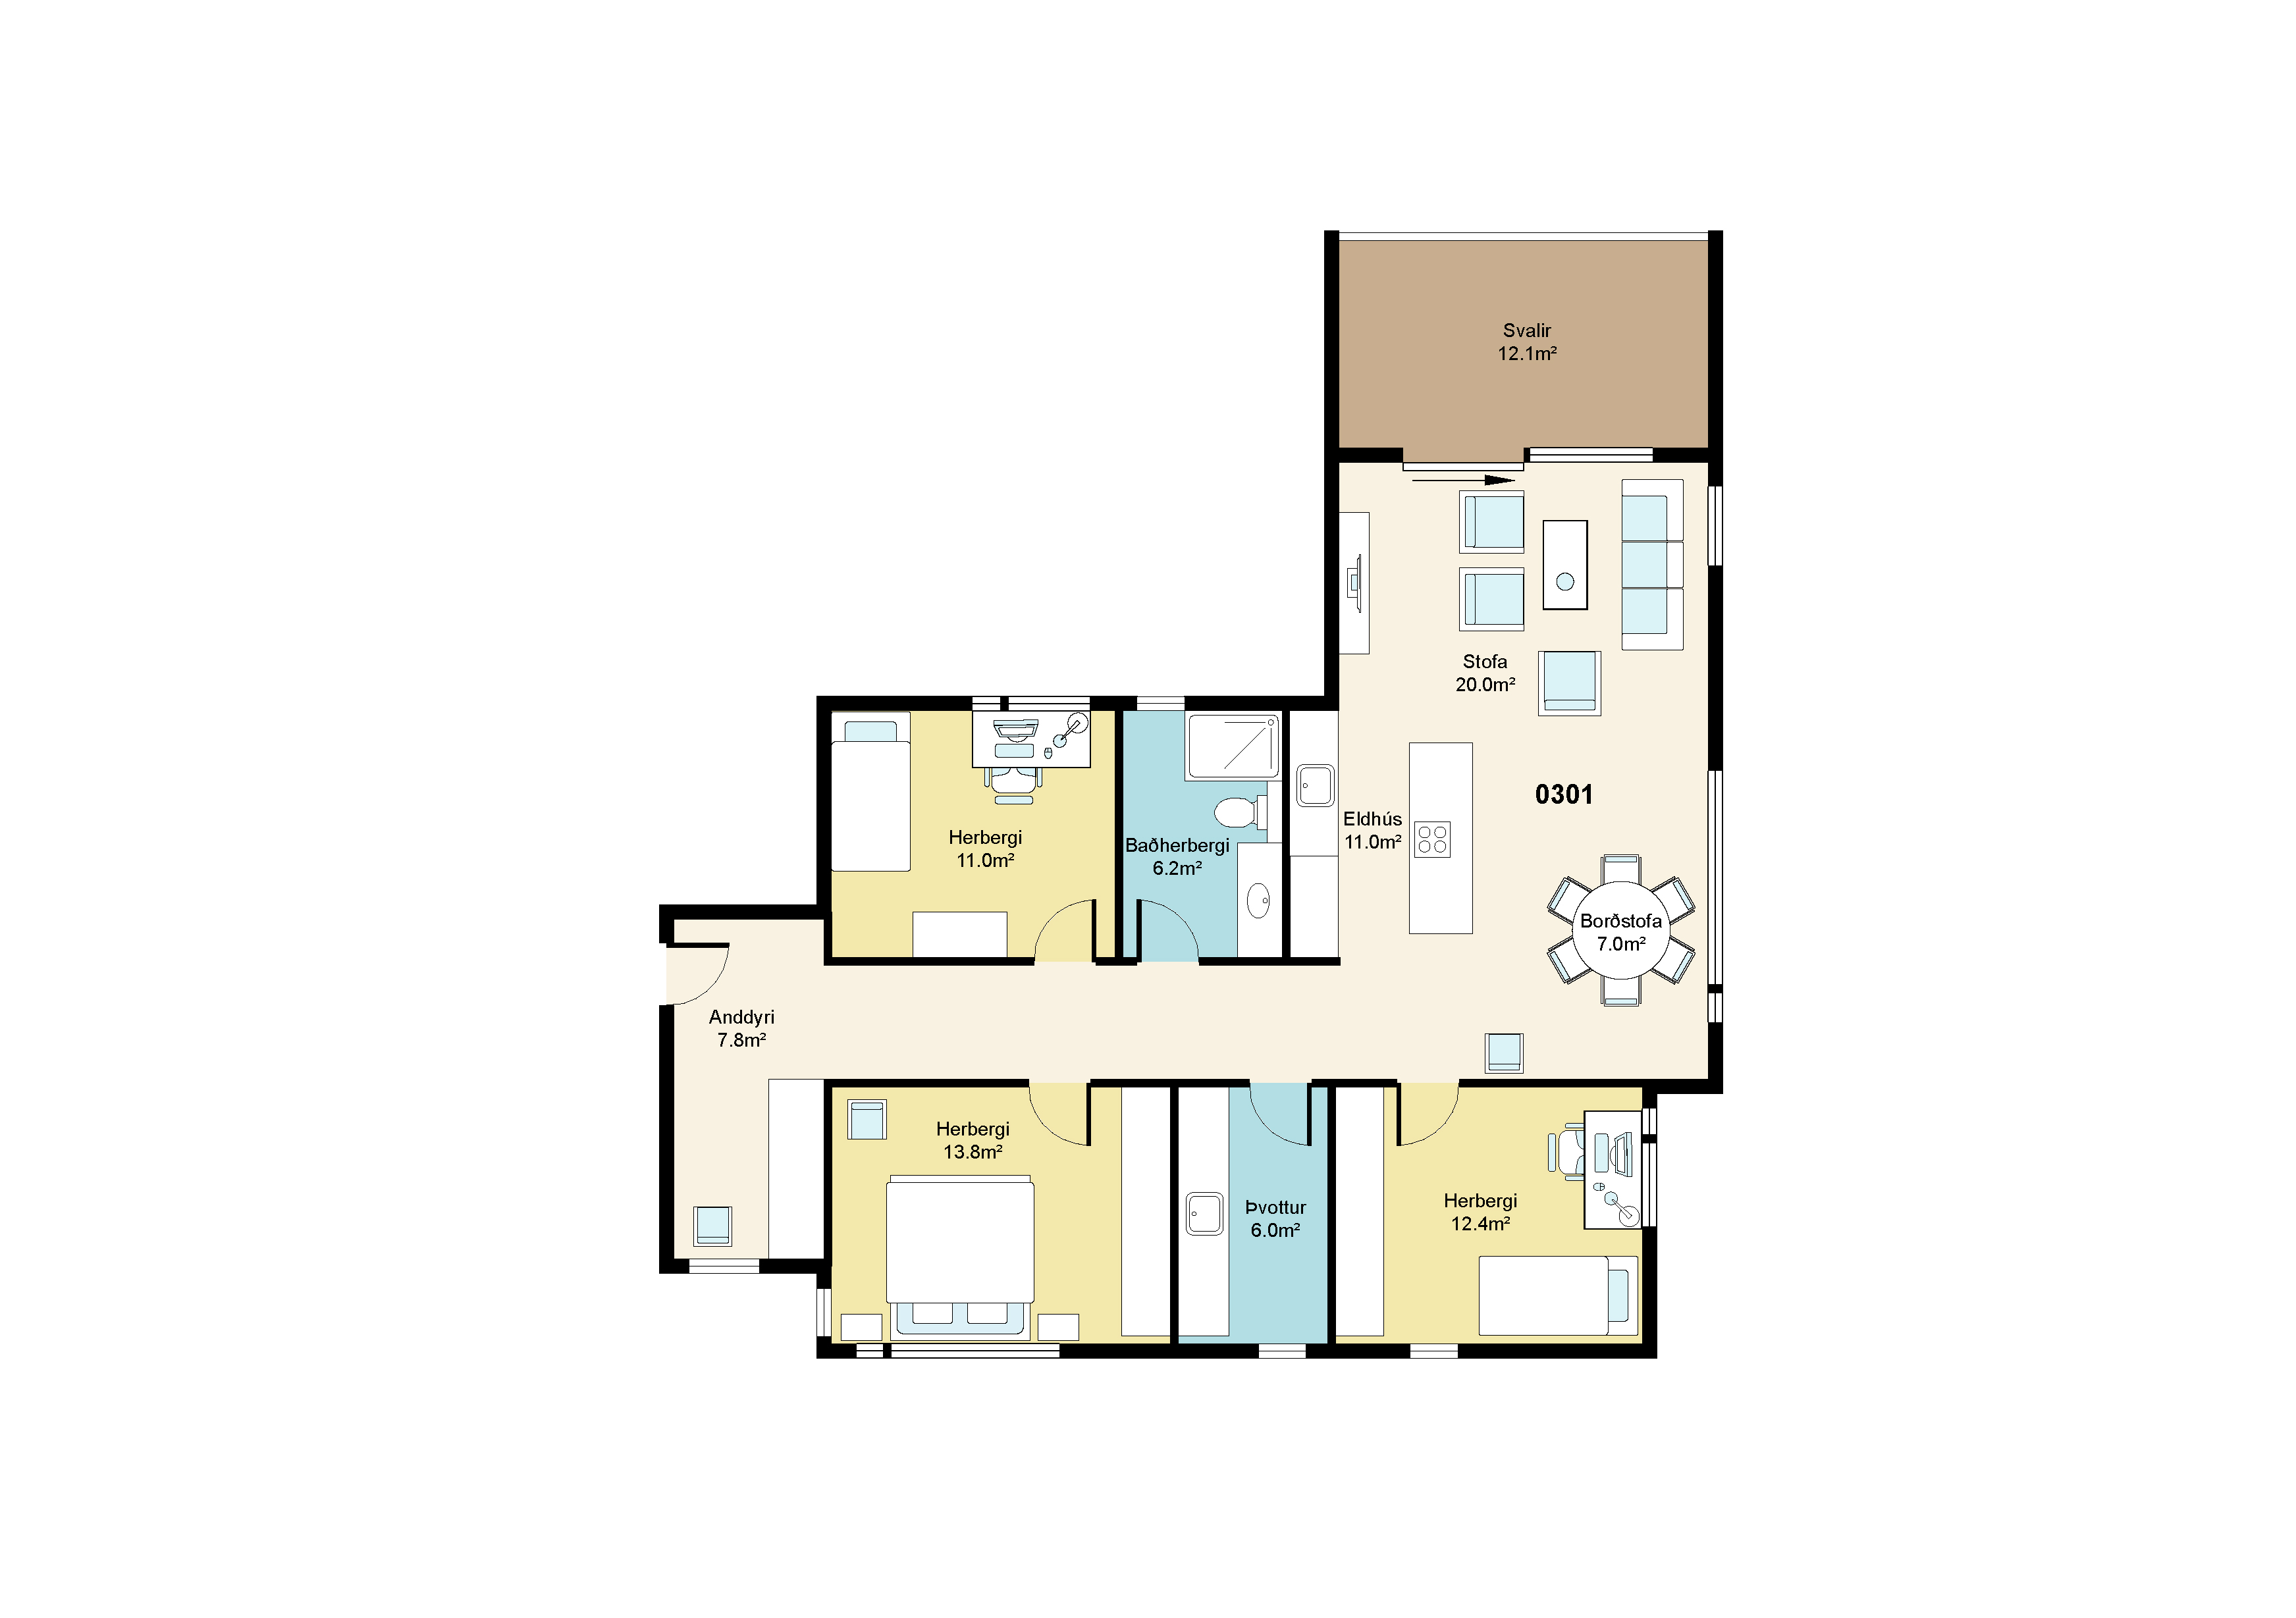 Svalir
12.1m²
Stofa
20.0m²
0301
Eldhús
11.0m²
Herbergi
11.0m²
Baðherbergi
6.2m²
Borðstofa
7.0m²
Anddyri
7.8m²
Herbergi
13.8m²
Þvottur
6.0m²
Herbergi
12.4m²